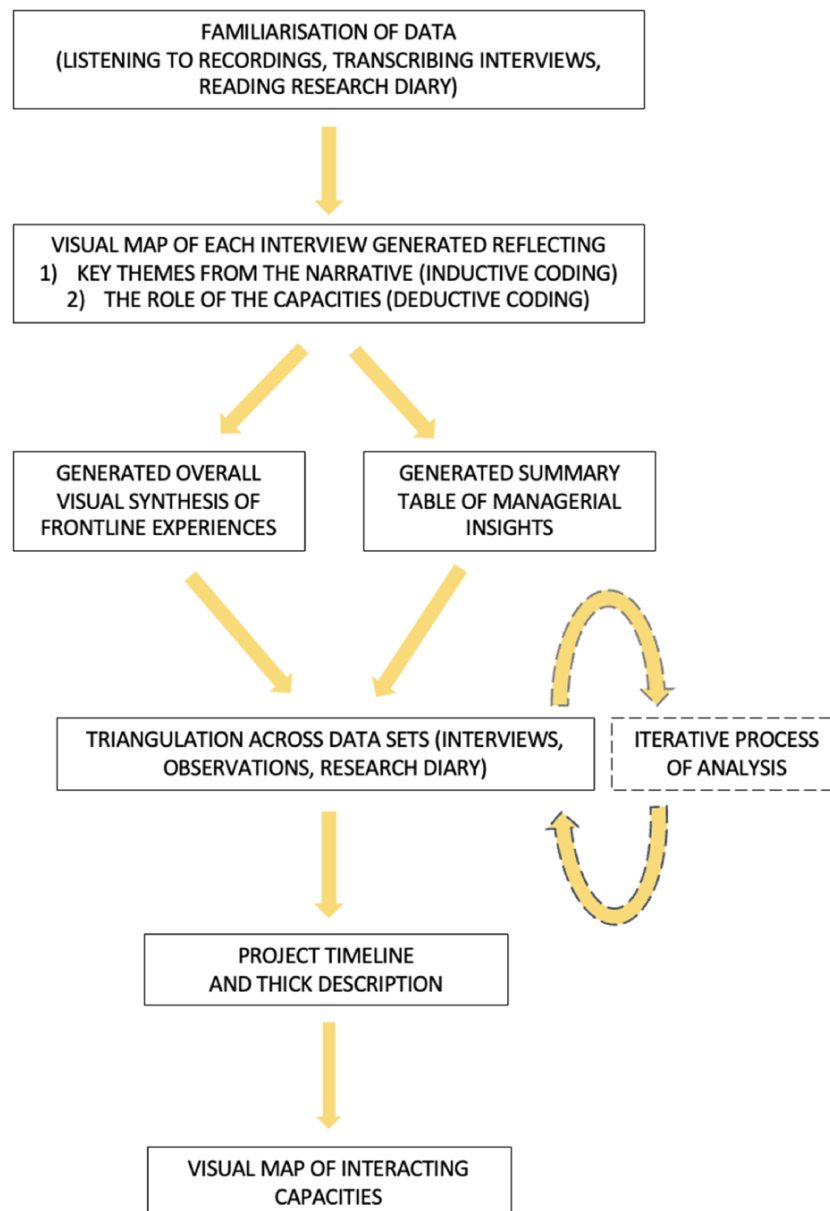 FAMILIARISATION OF DATA
(LISTENING TO RECORDINGS, TRANSCRIBING INTERVIEWS,
READING RESEARCH DIARY)
VISUAL MAP OF EACH INTERVIEW GENERATED REFLECTING
1) KEY THEMES FROM THE NARRATIVE (INDUCTIVE CODING)
2) THE ROLE OF THE CAPACITIES (DEDUCTIVE CODING)
GENERATED OVERALL
VISUAL SYNTHESIS OF
FRONTLINE EXPERIENCES
GENERATED SUMMARY
TABLE OF MANAGERIAL
INSIGHTS
TRIANGULATION ACROSS DATA SETS (INTERVIEWS,
OBSERVATIONS, RESEARCH DIARY)
ITERATIVE PROCESS
OF ANALYSIS
PROJECT TIMELINE
AND THICK DESCRIPTION
VISUAL MAP OF INTERACTING
CAPACITIES